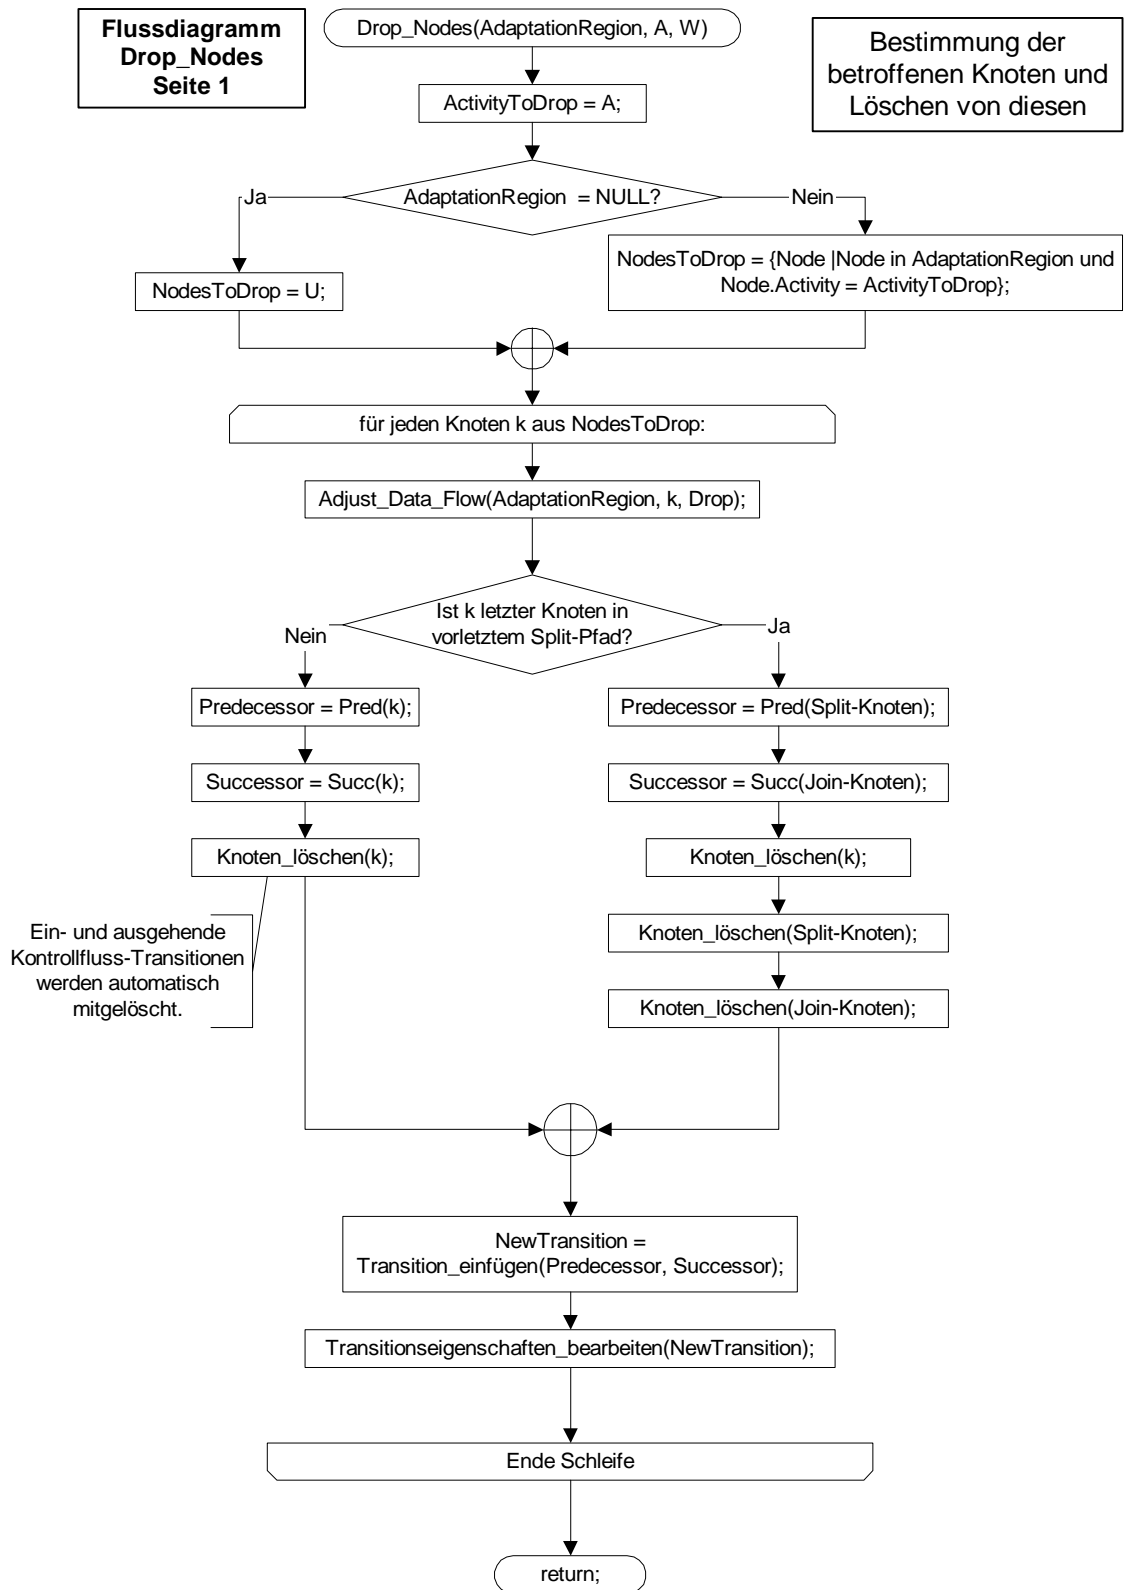 Flussdiagramm
Drop_Nodes
Seite 1
Drop_Nodes(AdaptationRegion, A, W)
Bestimmung der
betroffenen Knoten und
Löschen von diesen
ActivityToDrop = A;
AdaptationRegion = NULL?
Ja
Nein
NodesToDrop = U;
NodesToDrop = {Node |Node in AdaptationRegion und
Node.Activity = ActivityToDrop};
für jeden Knoten k aus NodesToDrop:
Adjust_Data_Flow(AdaptationRegion, k, Drop);
Ist k letzter Knoten in
vorletztem Split-Pfad?
Nein
Ja
Predecessor = Pred(k);
Successor = Succ(k);
Knoten_löschen(k);
Ein- und ausgehende
Kontrollfluss-Transitionen
werden automatisch
mitgelöscht.
Predecessor = Pred(Split-Knoten);
Successor = Succ(Join-Knoten);
Knoten_löschen(k);
Knoten_löschen(Split-Knoten);
Knoten_löschen(Join-Knoten);
NewTransition =
Transition_einfügen(Predecessor, Successor);
Transitionseigenschaften_bearbeiten(NewTransition);
Ende Schleife
return;